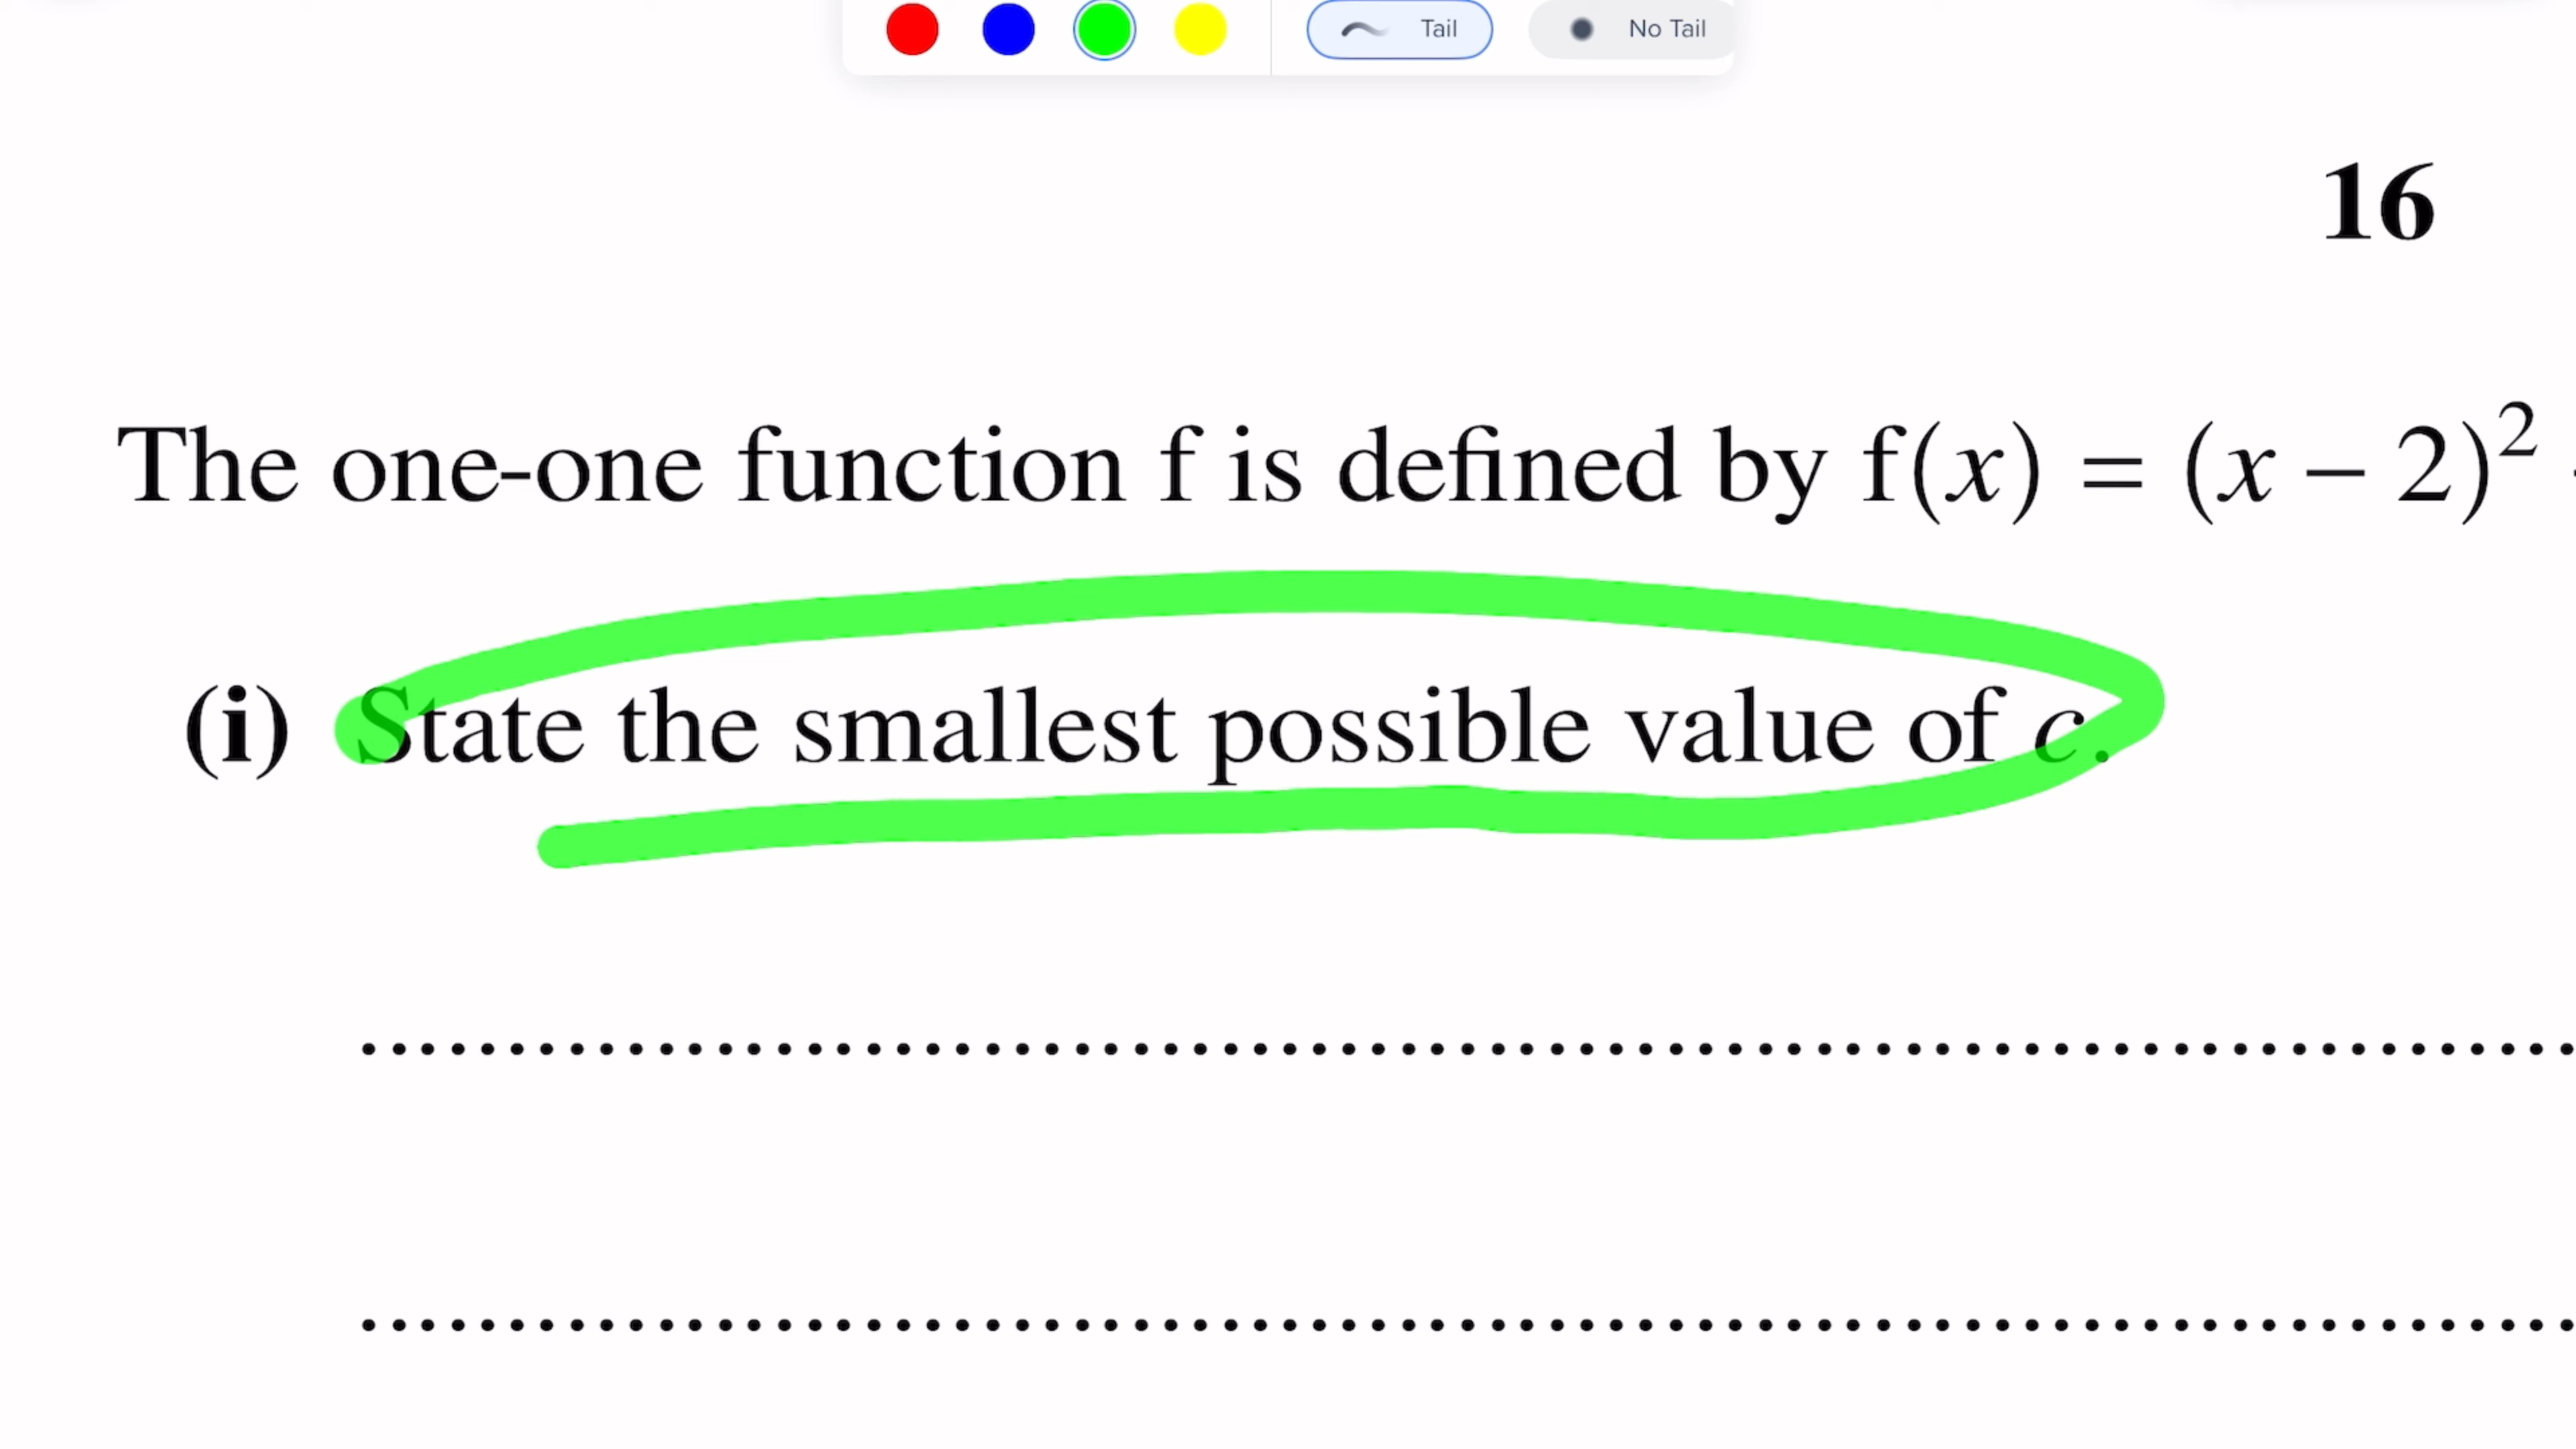 Tail No Tail
16
The one-one function f is defined by f(x) = (x − 2)²
(i) State the smallest possible value of c.